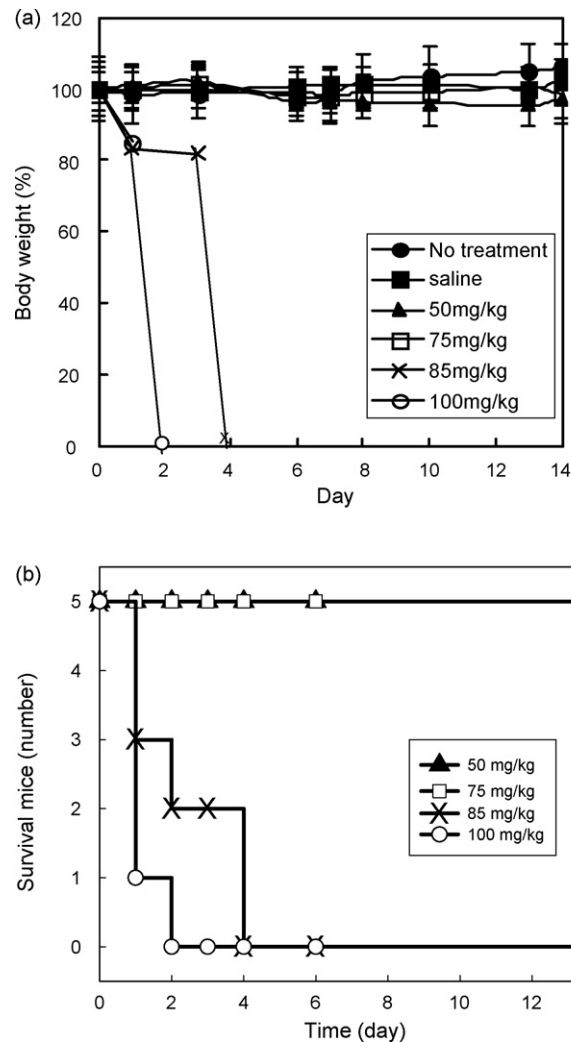 (a)
120
100
80
60
40
20
0
Body weight (%)
No treatment
saline
50mg/kg
75mg/kg
85mg/kg
100mg/kg
0 2 4 6 8 10 12 14
Day
(b)
5
4
3
2
1
0
Survival mice (number)
50 mg/kg
75 mg/kg
85 mg/kg
100 mg/kg
0 2 4 6 8 10 12
Time (day)